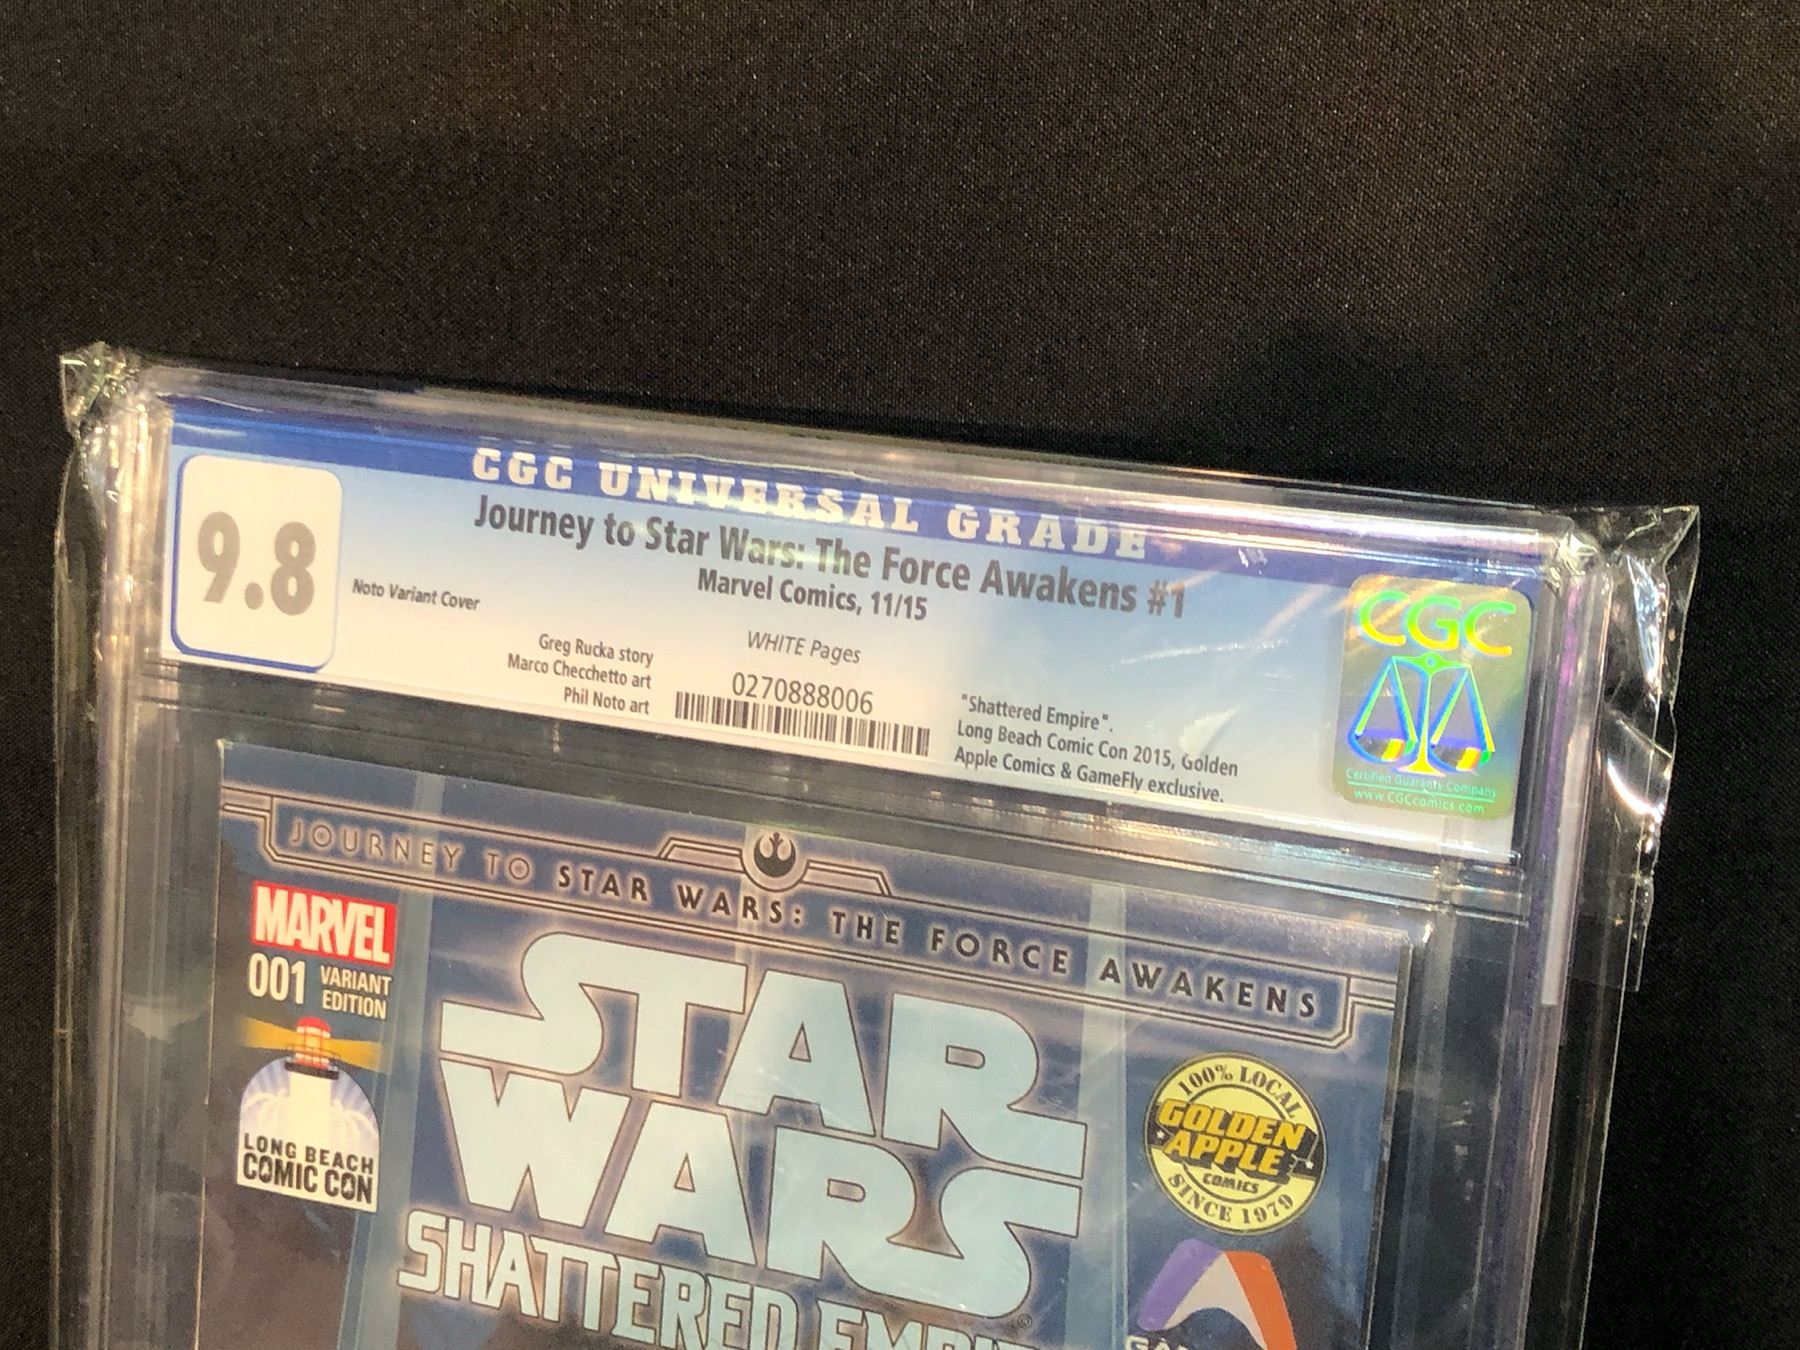 CGC UNIVERSAL GRADE
9.8
Journey to Star Wars: The Force Awakens #1
Marvel Comics, 11/15
Noto Variant Cover
WHITE Pages
Greg Rucka story
Marco Checchetto art
Phil Noto art
0270888006
"Shattered Empire".
Long Beach Comic Con 2015, Golden
Apple Comics & GameFly exclusive.
CGC
Certified Guaranty Company
www.CGCcomics.com
JOURNEY TO STAR WARS: THE FORCE AWAKENS
MARVEL
001 VARIANT
EDITION
STAR
WARS
SHATTERED EMPI
LONG BEACH
COMIC CON
100% LOCAL
GOLDEN
APPLE
COMICS
SINCE 1979
GA